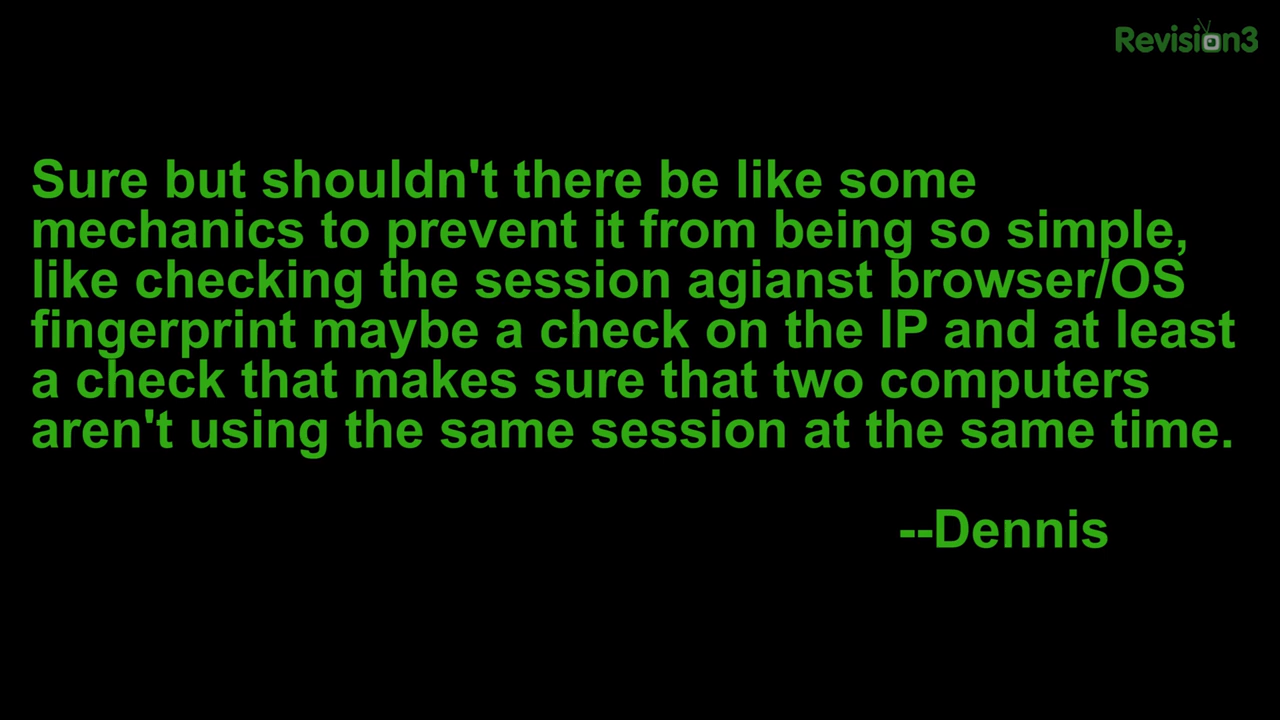 Revision3
Sure but shouldn't there be like some
mechanics to prevent it from being so simple,
like checking the session agianst browser/OS
fingerprint maybe a check on the IP and at least
a check that makes sure that two computers
aren't using the same session at the same time.
--Dennis